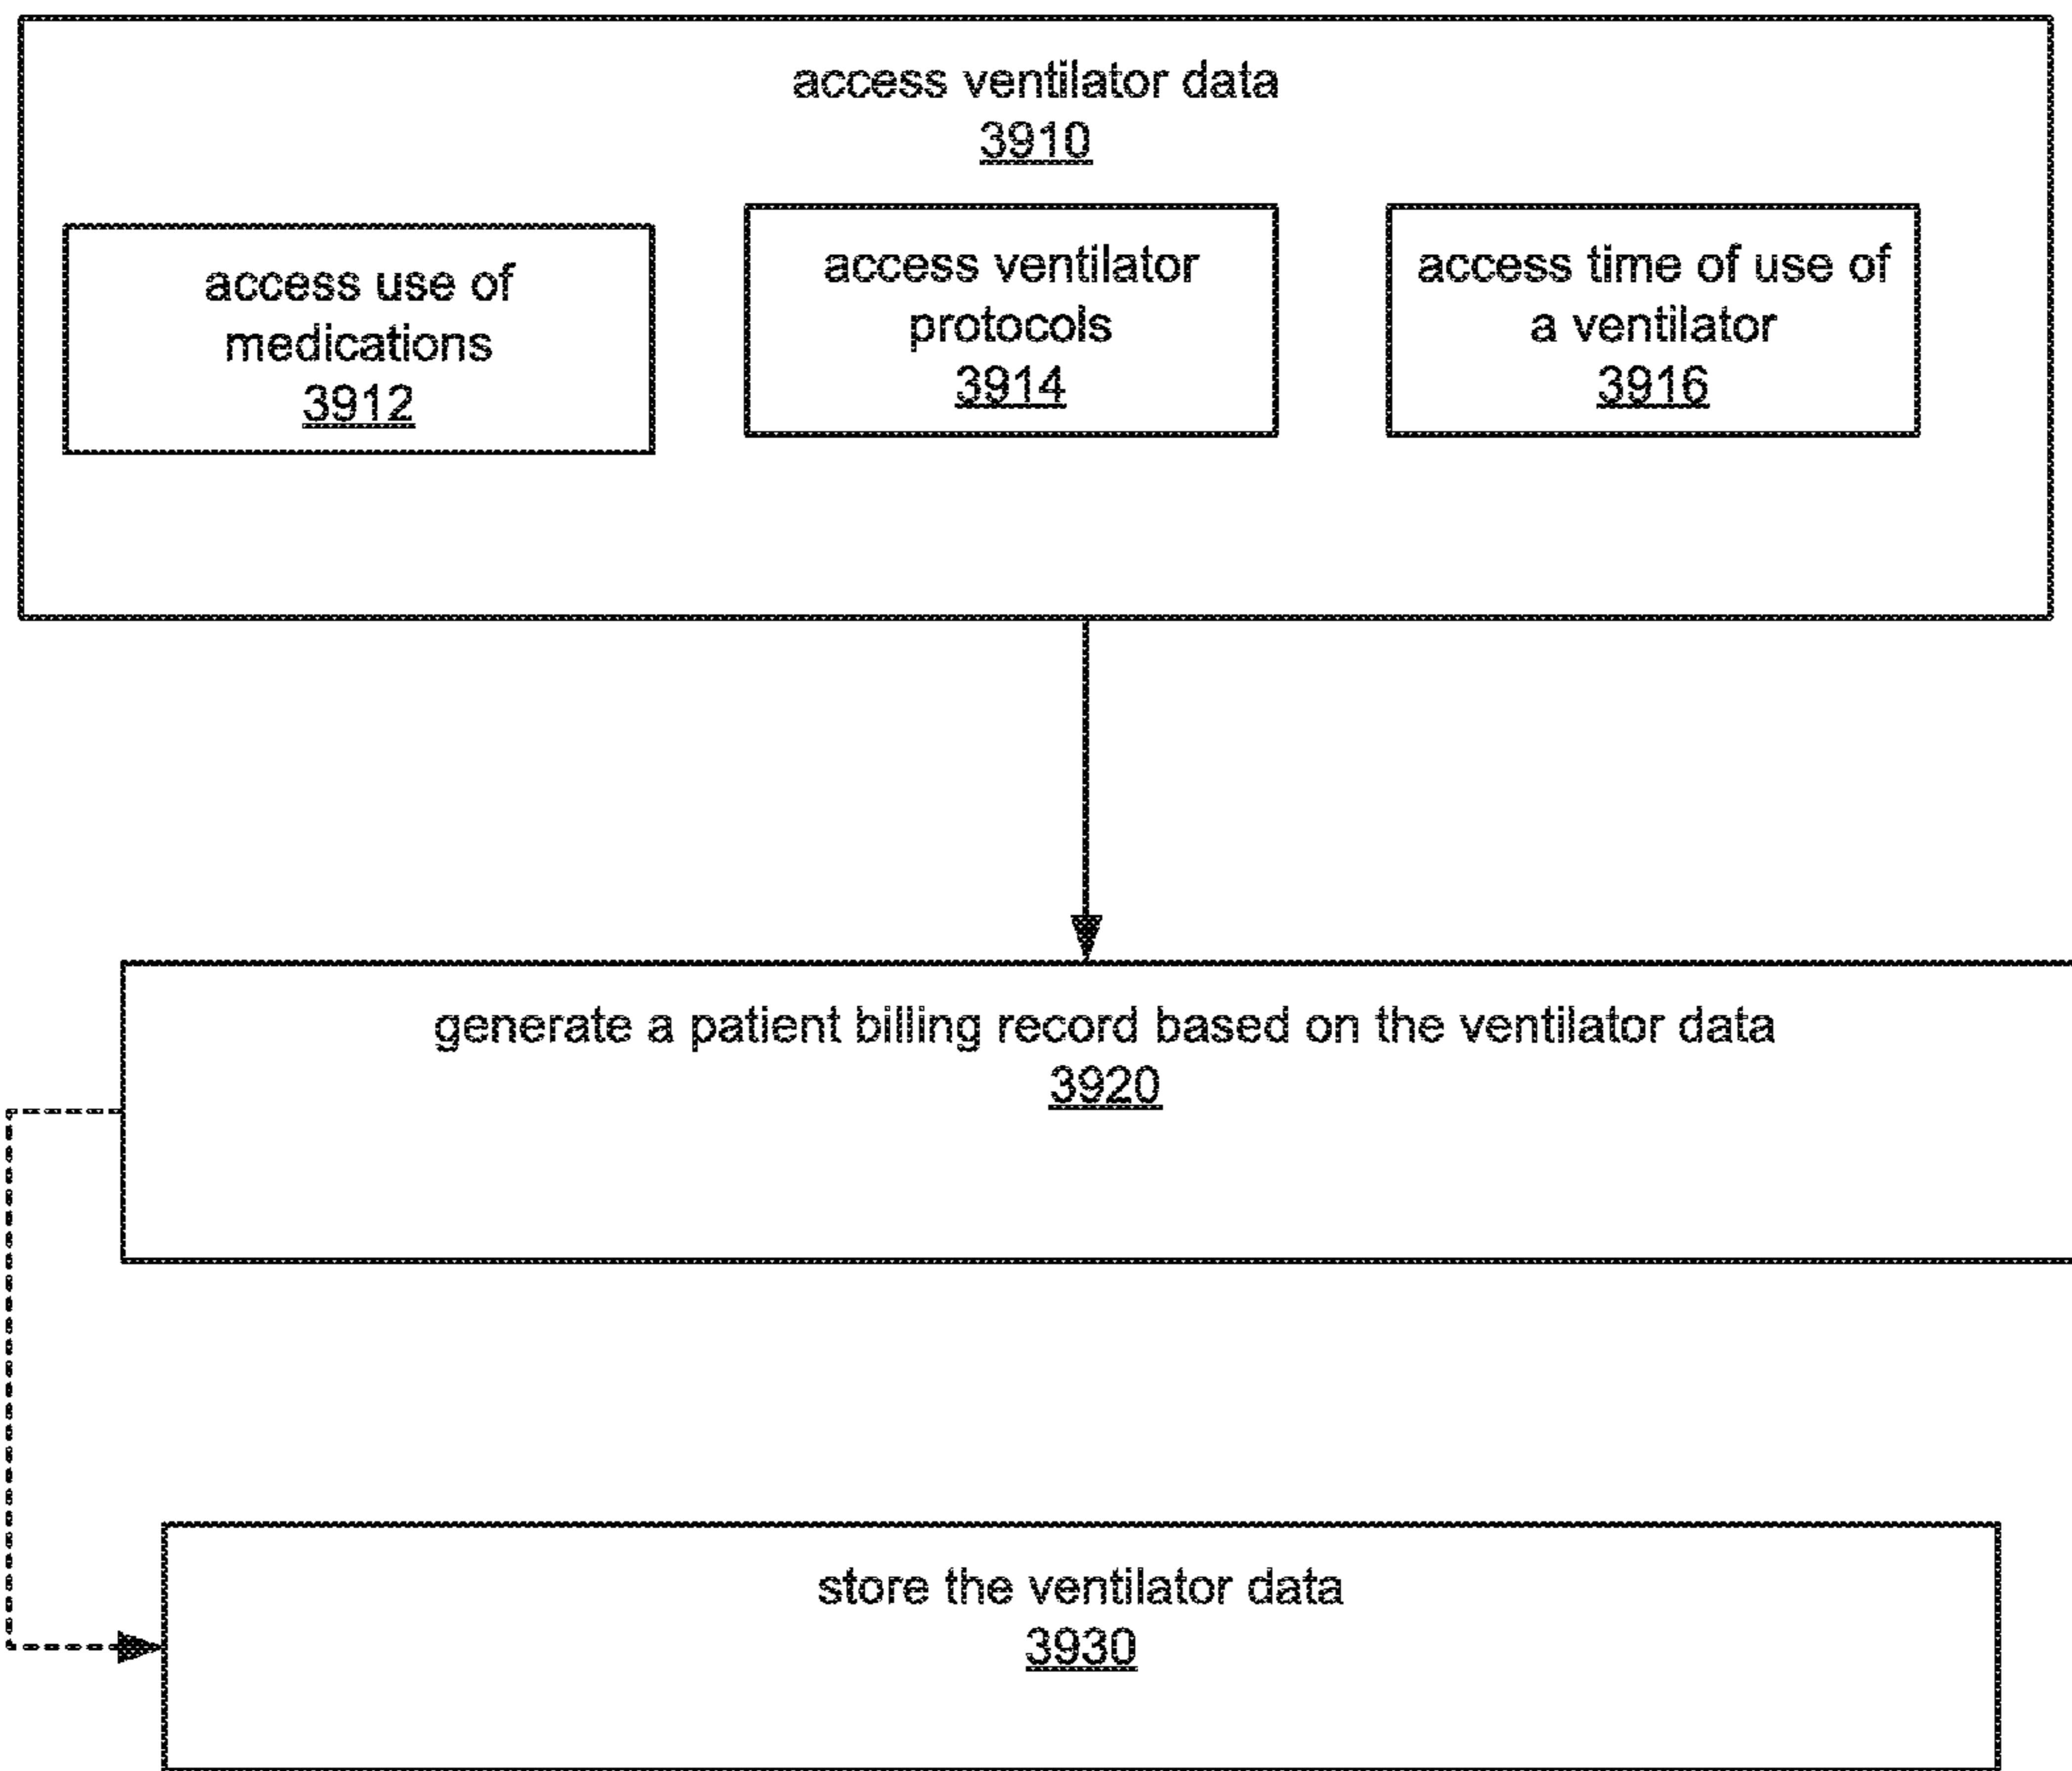 access ventilator data
3910
access use of
medications
3912
access ventilator
protocols
3914
access time of use of
a ventilator
3916
generate a patient billing record based on the ventilator data
3920
store the ventilator data
3930